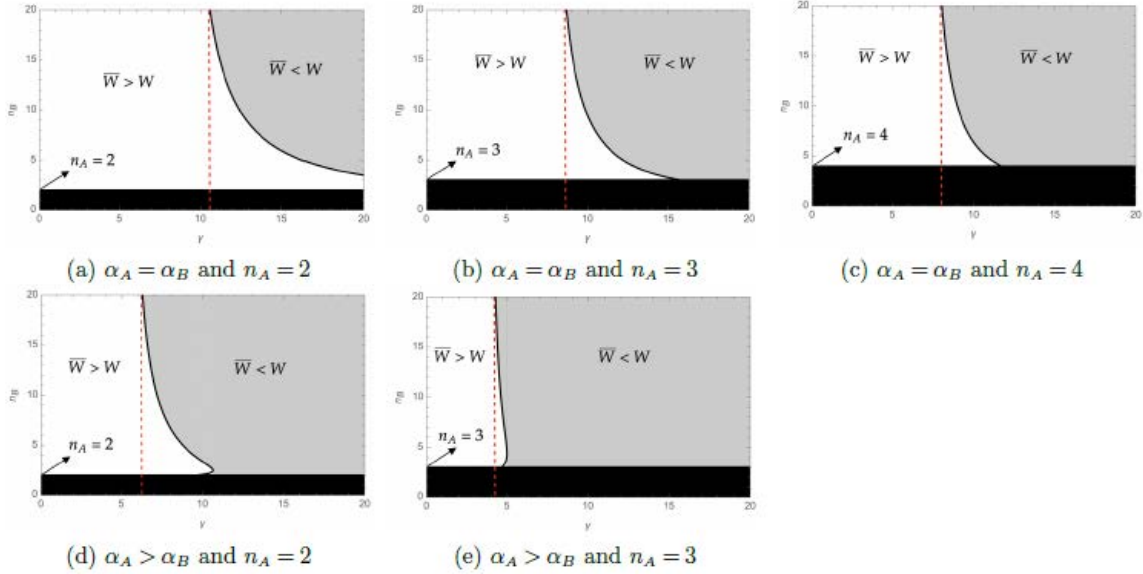 20
15
10
5
0
n_B
W̅ > W
W̅ < W
n_A = 2
0 5 10 15 20
γ
(a) α_A = α_B and n_A = 2
20
15
10
5
0
n_B
W̅ > W
W̅ < W
n_A = 3
0 5 10 15 20
γ
(b) α_A = α_B and n_A = 3
20
15
10
5
0
n_B
W̅ > W
W̅ < W
n_A = 4
0 5 10 15 20
γ
(c) α_A = α_B and n_A = 4
20
15
10
5
0
n_B
W̅ > W
W̅ < W
n_A = 2
0 5 10 15 20
γ
(d) α_A > α_B and n_A = 2
20
15
10
5
0
n_B
W̅ > W
W̅ < W
n_A = 3
0 5 10 15 20
γ
(e) α_A > α_B and n_A = 3